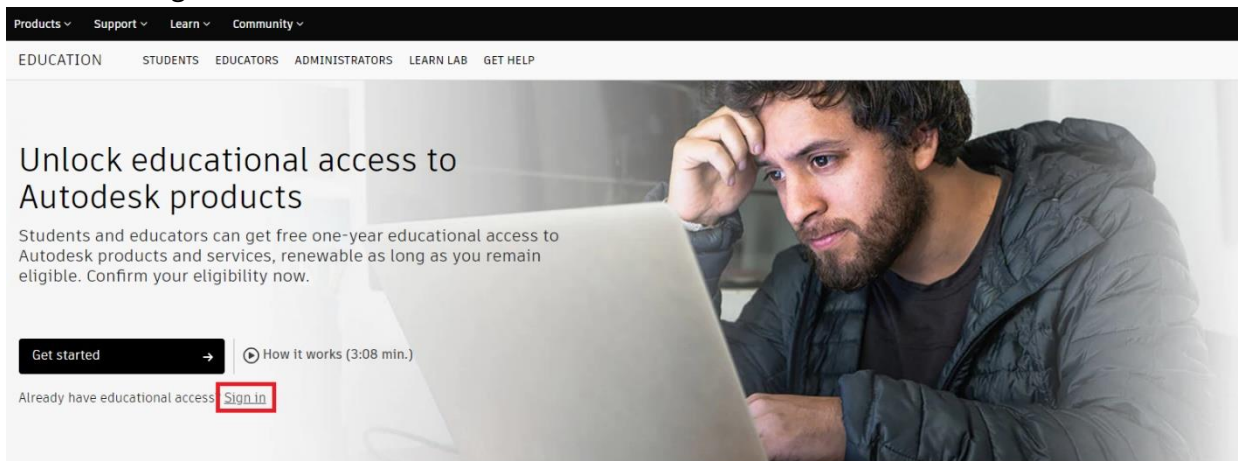 Products Support Learn Community
EDUCATION STUDENTS EDUCATORS ADMINISTRATORS LEARN LAB GET HELP
Unlock educational access to
Autodesk products
Students and educators can get free one-year educational access to
Autodesk products and services, renewable as long as you remain
eligible. Confirm your eligibility now.
Get started → How it works (3:08 min.)
Already have educational access? Sign in